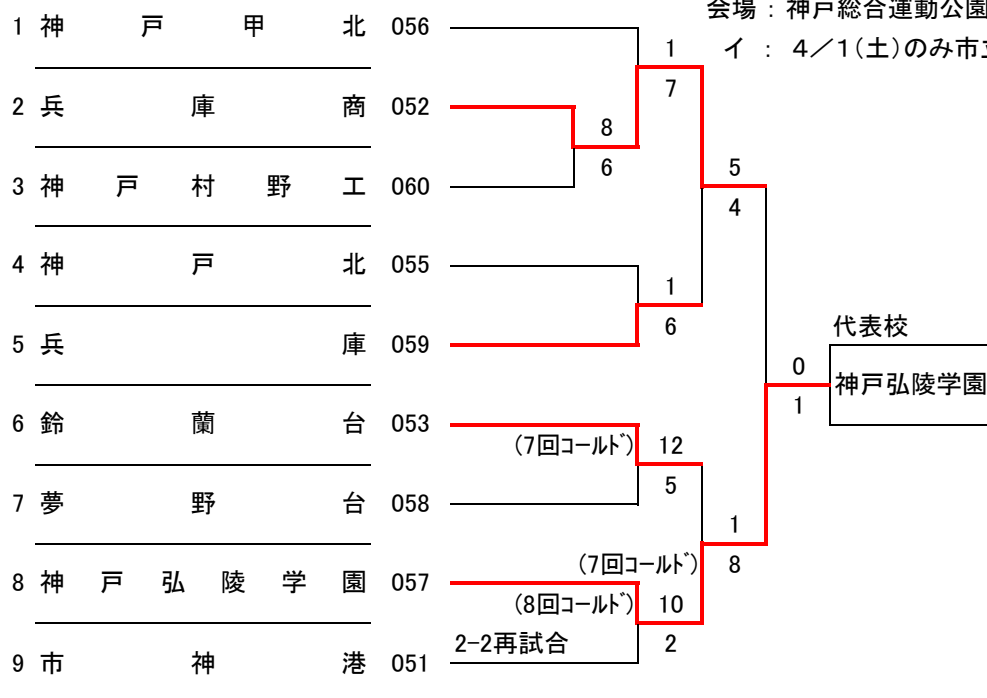 会場：神戸総合運動公園
イ：4／1(土)のみ市立
1 神戸甲北 056
1
7
2 兵庫商 052
8
6
3 神戸村野工 060
5
4
4 神戸北 055
1
6
5 兵庫 059
代表校
0
神戸弘陵学園
1
6 鈴蘭台 053
(7回ｺｰﾙﾄﾞ) 12
5
7 夢野台 058
1
(7回ｺｰﾙﾄﾞ) 8
8 神戸弘陵学園 057
(8回ｺｰﾙﾄﾞ) 10
2-2再試合 2
9 市神港 051